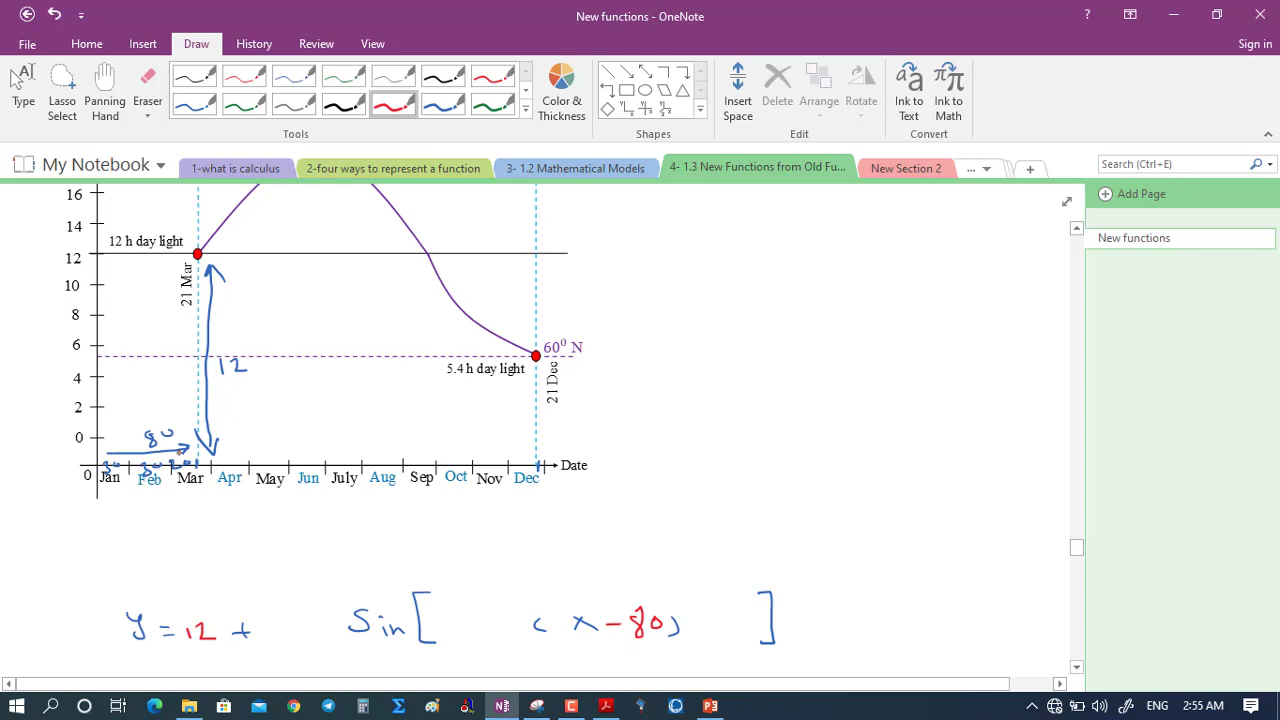 New functions - OneNote
? 
File Home Insert Draw History Review View Sign in
Type Lasso Select Panning Hand Eraser Color & Thickness Insert Space Delete Arrange Rotate Ink to Text Ink to Math
Tools Shapes Edit Convert
My Notebook 1-what is calculus 2-four ways to represent a function 3- 1.2 Mathematical Models 4- 1.3 New Functions from Old Fu... New Section 2 ... Search (Ctrl+E)
Add Page
New functions
16
14
12 h day light
12
21 Mar
10
8
6
60⁰ N
12
5.4 h day light
21 Dec
4
2
80
0
30 30 20
0 Jan Feb Mar Apr May Jun July Aug Sep Oct Nov Dec Date
y = 12 + Sin[ ( x - 80) ]
ENG 2:55 AM